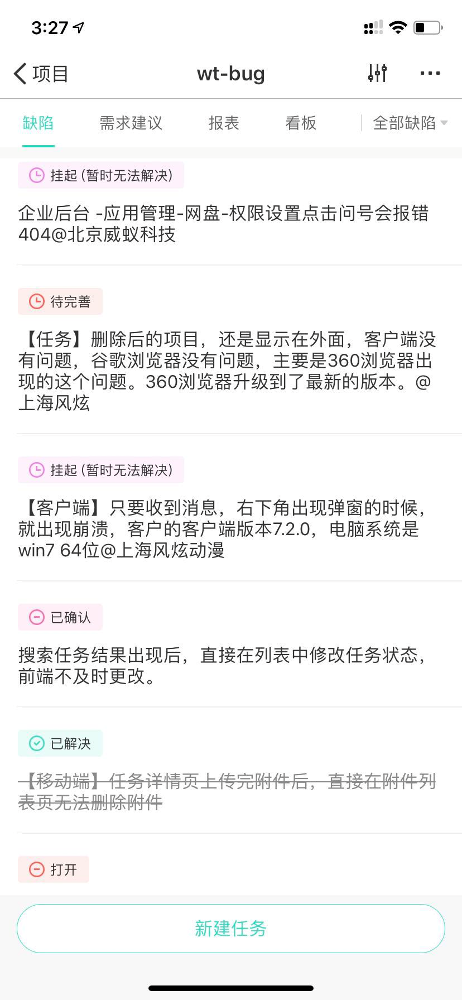 3:27
项目
wt-bug
缺陷
需求建议
报表
看板
全部缺陷
挂起 (暂时无法解决)
企业后台 -应用管理-网盘-权限设置点击问号会报错
404@北京威蚁科技
待完善
【任务】删除后的项目，还是显示在外面，客户端没
有问题，谷歌浏览器没有问题，主要是360浏览器出
现的这个问题。360浏览器升级到了最新的版本。@
上海风炫
挂起 (暂时无法解决)
【客户端】只要收到消息，右下角出现弹窗的时候，
就出现崩溃，客户的客户端版本7.2.0，电脑系统是
win7 64位@上海风炫动漫
已确认
搜索任务结果出现后，直接在列表中修改任务状态，
前端不及时更改。
已解决
【移动端】任务详情页上传完附件后，直接在附件列
表页无法删除附件
打开
新建任务